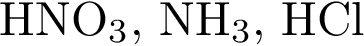 HNO₃, NH₃, HCl